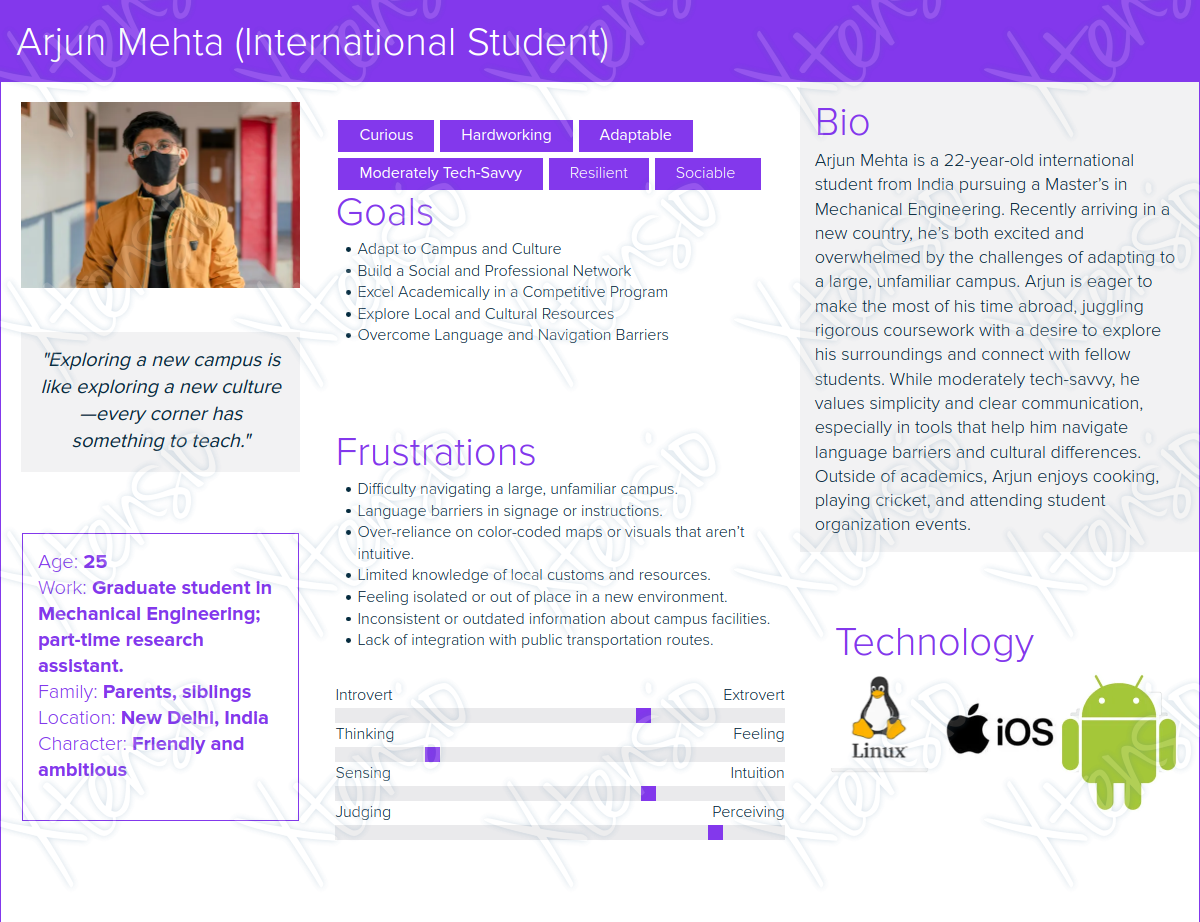 Arjun Mehta (International Student)
"Exploring a new campus is
like exploring a new culture
—every corner has
something to teach."
Age: 25
Work: Graduate student in
Mechanical Engineering;
part-time research
assistant.
Family: Parents, siblings
Location: New Delhi, India
Character: Friendly and
ambitious
Curious Hardworking Adaptable
Moderately Tech-Savvy Resilient Sociable
Goals
• Adapt to Campus and Culture
• Build a Social and Professional Network
• Excel Academically in a Competitive Program
• Explore Local and Cultural Resources
• Overcome Language and Navigation Barriers
Frustrations
• Difficulty navigating a large, unfamiliar campus.
• Language barriers in signage or instructions.
• Over-reliance on color-coded maps or visuals that aren't
intuitive.
• Limited knowledge of local customs and resources.
• Feeling isolated or out of place in a new environment.
• Inconsistent or outdated information about campus facilities.
• Lack of integration with public transportation routes.
Introvert Extrovert
Thinking Feeling
Sensing Intuition
Judging Perceiving
Bio
Arjun Mehta is a 22-year-old international
student from India pursuing a Master's in
Mechanical Engineering. Recently arriving in a
new country, he's both excited and
overwhelmed by the challenges of adapting to
a large, unfamiliar campus. Arjun is eager to
make the most of his time abroad, juggling
rigorous coursework with a desire to explore
his surroundings and connect with fellow
students. While moderately tech-savvy, he
values simplicity and clear communication,
especially in tools that help him navigate
language barriers and cultural differences.
Outside of academics, Arjun enjoys cooking,
playing cricket, and attending student
organization events.
Technology
Linux
iOS
Xtensio